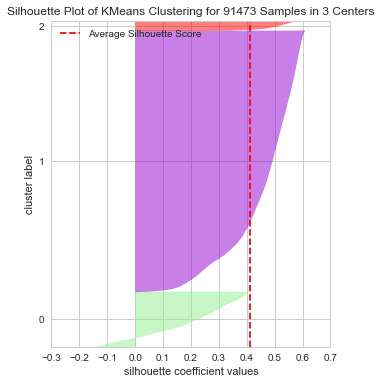 Silhouette Plot of KMeans Clustering for 91473 Samples in 3 Centers
Average Silhouette Score
2
1
0
cluster label
−0.3 −0.2 −0.1 0.0 0.1 0.2 0.3 0.4 0.5 0.6 0.7
silhouette coefficient values